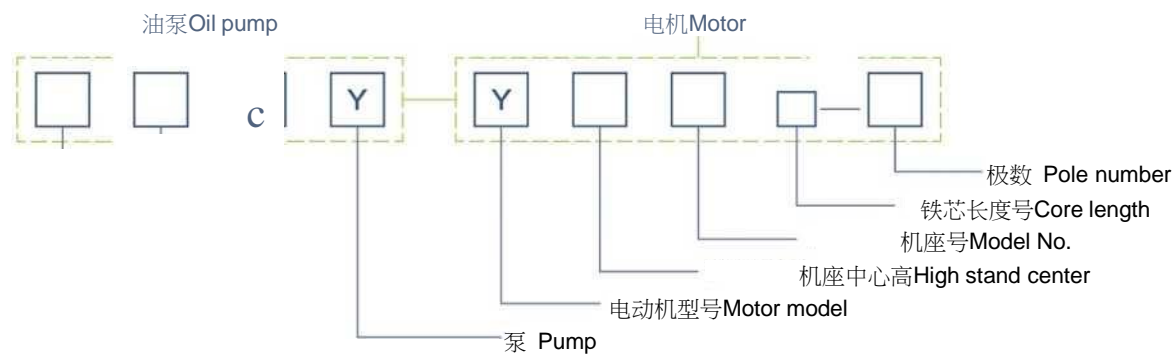 油泵Oil pump
电机Motor
c Y Y
极数 Pole number
铁芯长度号Core length
机座号Model No.
机座中心高High stand center
电动机型号Motor model
泵 Pump